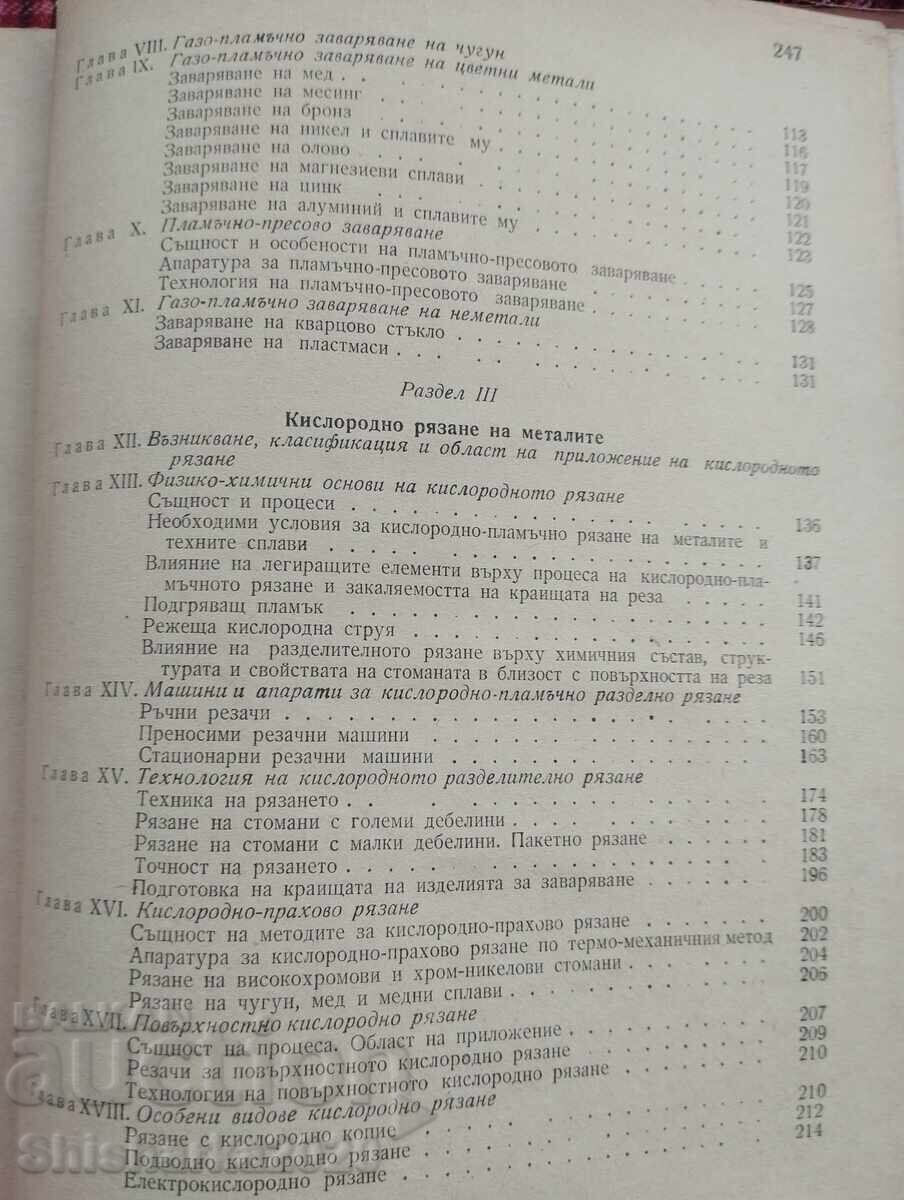 247
Глава VIII. Газо-пламъчно заваряване на чугун
Глава IX. Газо-пламъчно заваряване на цветни метали
Заваряване на мед . . . . . . 113
Заваряване на месинг . . . . . . 116
Заваряване на бронз . . . . . . 117
Заваряване на никел и сплавите му . . . . . . 119
Заваряване на олово . . . . . . 120
Заваряване на магнезиеви сплави . . . . . . 121
Заваряване на цинк . . . . . . 122
Заваряване на алуминий и сплавите му . . . . . . 123
Глава X. Пламъчно-пресово заваряване
Същност и особености на пламъчно-пресовото заваряване . . 125
Апаратура за пламъчно-пресовото заваряване . . . . . . 127
Технология на пламъчно-пресовото заваряване . . . . . . 128
Глава XI. Газо-пламъчно заваряване на неметали
Заваряване на кварцово стъкло . . . . . . 131
Заваряване на пластмаси . . . . . . 131
Раздел III
Кислородно рязане на металите
Глава XII. Възникване, класификация и област на приложение на кислородното
рязане
Глава XIII. Физико-химични основи на кислородното рязане
Същност и процеси . . . . . . 136
Необходими условия за кислородно-пламъчно рязане на металите и
техните сплави . . . . . . 137
Влияние на легиращите елементи върху процеса на кислородно-пла-
мъчното рязане и закаляемостта на краищата на реза . . . . . 141
Подгряващ пламък . . . . . . 142
Режеща кислородна струя . . . . . . 146
Влияние на разделителното рязане върху химичния състав, струк-
турата и свойствата на стоманата в близост с повърхността на реза 151
Глава XIV. Машини и апарати за кислородно-пламъчно разделно рязане
Ръчни резачи . . . . . . 153
Преносими резачни машини . . . . . . 160
Стационарни резачни машини . . . . . . 163
Глава XV. Технология на кислородното разделително рязане
Техника на рязането . . . . . . 174
Рязане на стомани с големи дебелини . . . . . . 178
Рязане на стомани с малки дебелини. Пакетно рязане . . . . . . 181
Точност на рязането . . . . . . 183
Подготовка на краищата на изделията за заваряване . . . . . . 196
Глава XVI. Кислородно-прахово рязане
Същност на методите за кислородно-прахово рязане . . . . . . 200
Апаратура за кислородно-прахово рязане по термо-механичния метод 202
Рязане на високохромови и хром-никелови стомани . . . . . . 204
Рязане на чугун, мед и медни сплави . . . . . . 206
Глава XVII. Повърхностно кислородно рязане
Същност на процеса. Област на приложение . . . . . . 207
Резачи за повърхностното кислородно рязане . . . . . . 209
Технология на повърхностното кислородно рязане . . . . . . 210
Глава XVIII. Особени видове кислородно рязане
Рязане с кислородно копие . . . . . . 210
Подводно кислородно рязане . . . . . . 212
Електрокислородно рязане . . . . . . 214